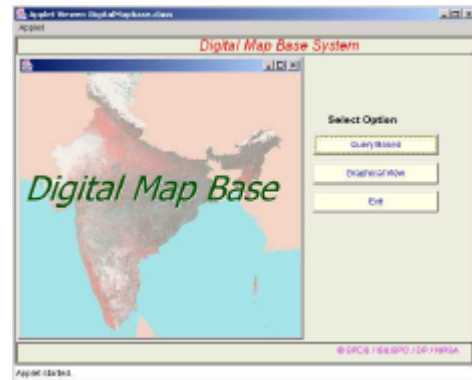 Applet Viewer: DigitalMapbase.class
Applet
Digital Map Base System
Digital Map Base
Select Option
Query Based
Graphical View
Exit
Applet started.